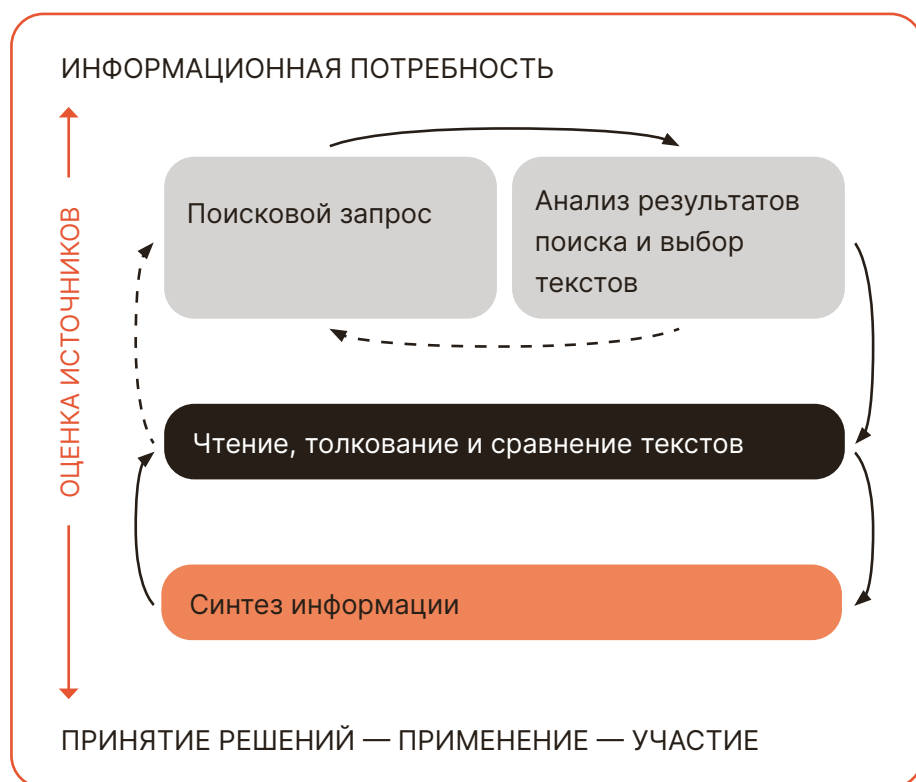 ИНФОРМАЦИОННАЯ ПОТРЕБНОСТЬ
Поисковой запрос
Анализ результатов
поиска и выбор
текстов
ОЦЕНКА ИСТОЧНИКОВ
Чтение, толкование и сравнение текстов
Синтез информации
ПРИНЯТИЕ РЕШЕНИЙ — ПРИМЕНЕНИЕ — УЧАСТИЕ